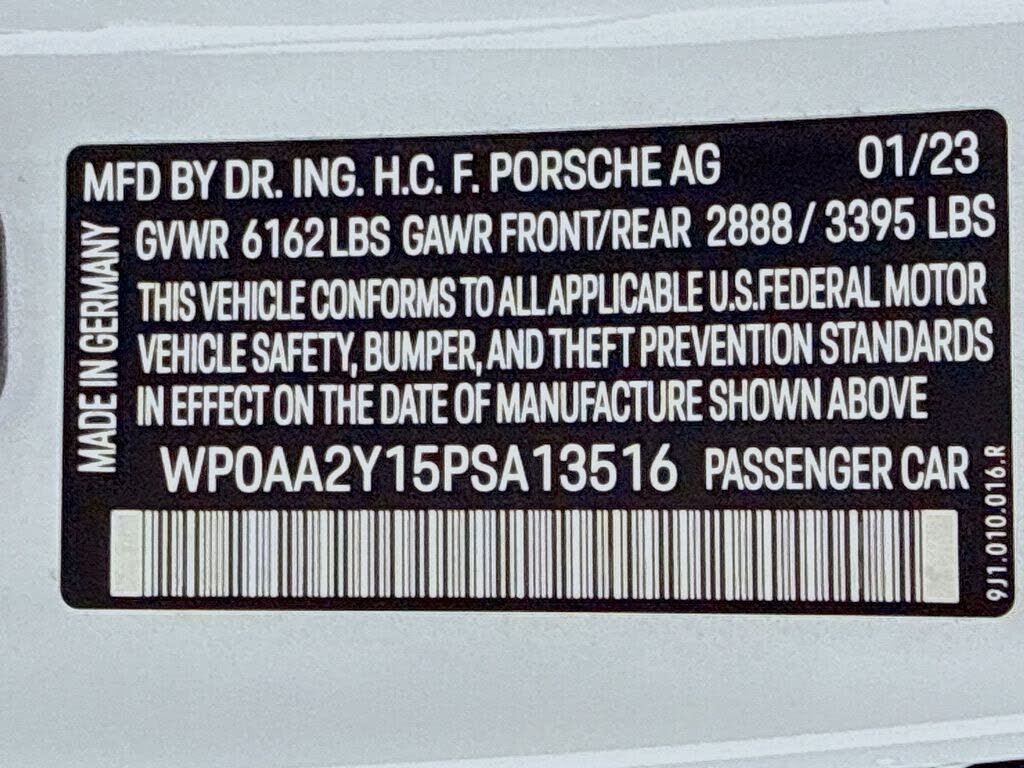 MFD BY DR. ING. H.C. F. PORSCHE AG 01/23
GVWR 6162 LBS GAWR FRONT/REAR 2888 / 3395 LBS
THIS VEHICLE CONFORMS TO ALL APPLICABLE U.S.FEDERAL MOTOR
VEHICLE SAFETY, BUMPER, AND THEFT PREVENTION STANDARDS
IN EFFECT ON THE DATE OF MANUFACTURE SHOWN ABOVE
WP0AA2Y15PSA13516 PASSENGER CAR
MADE IN GERMANY
9J1.010.016.R